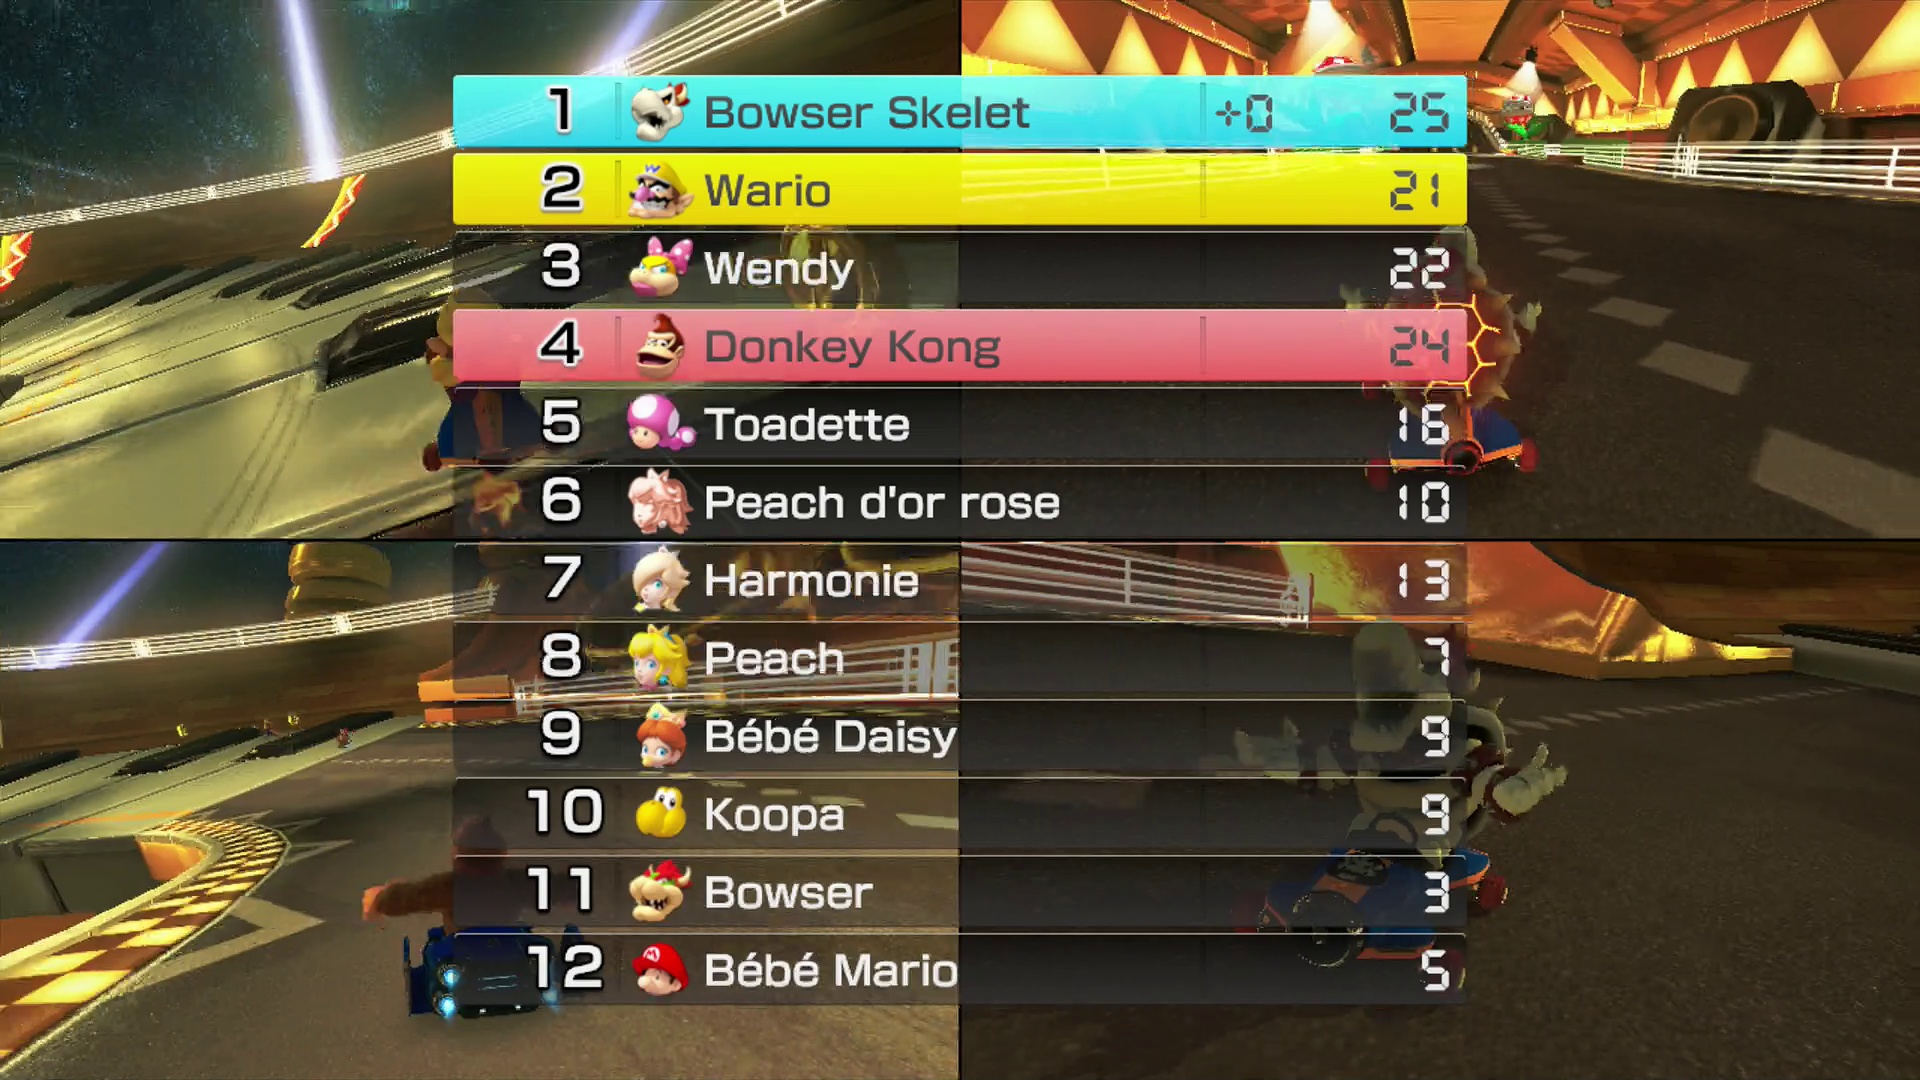 1 Bowser Skelet +0 25
2 Wario 21
3 Wendy 22
4 Donkey Kong 24
5 Toadette 16
6 Peach d'or rose 10
7 Harmonie 13
8 Peach 7
9 Bébé Daisy 9
10 Koopa 9
11 Bowser 3
12 Bébé Mario 5